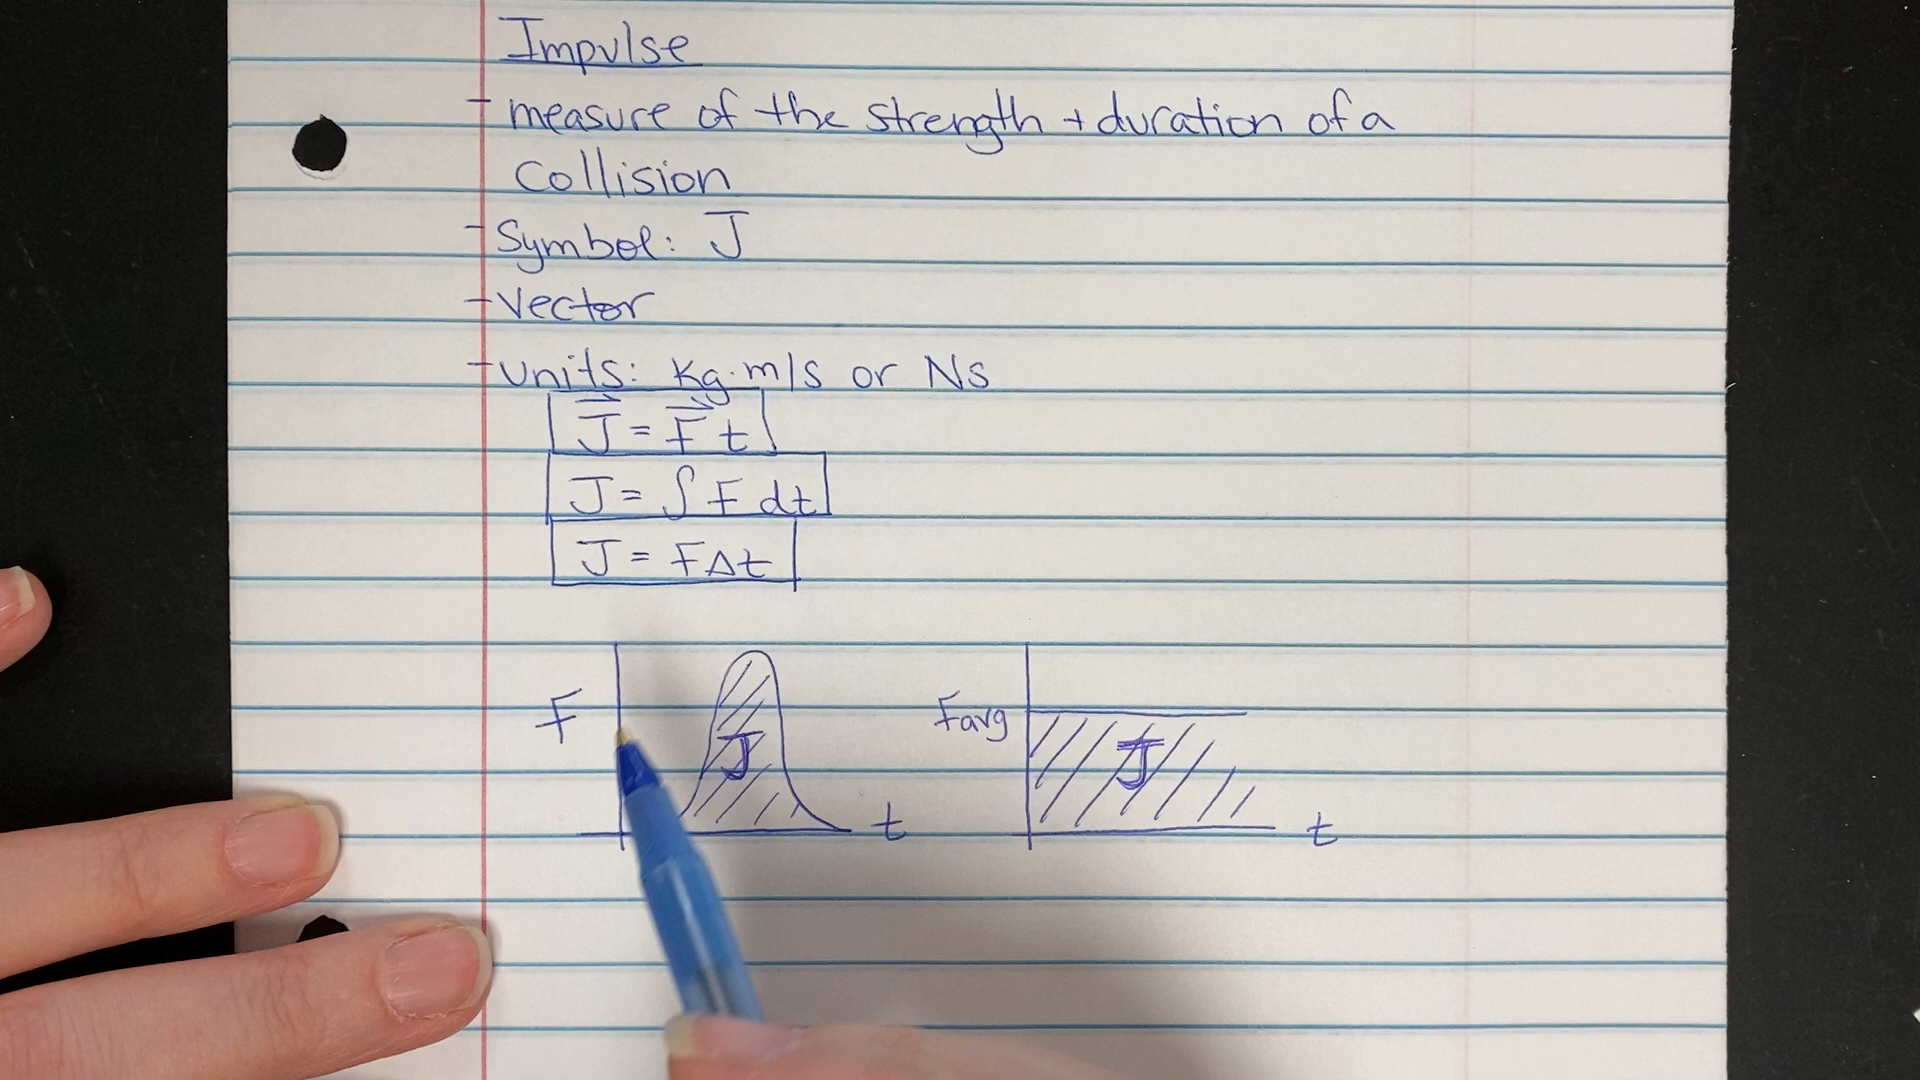 Impulse
- measure of the strength + duration of a
Collision
- Symbol: J
- Vector
- Units: kg·m/s or Ns
J⃗ = F⃗ t
J = ∫ F dt
J = FΔt
F J t
Favg J t